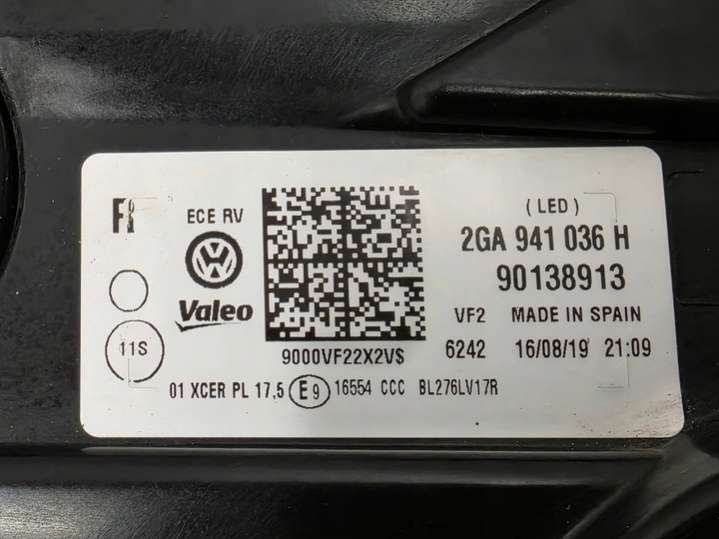 ECE RV
Valeo
11S
9000VF22X2V$
(LED)
2GA 941 036 H
90138913
VF2 MADE IN SPAIN
6242 16/08/19 21:09
01 XCER PL 17.5 E9 16554 CCC BL276LV17R